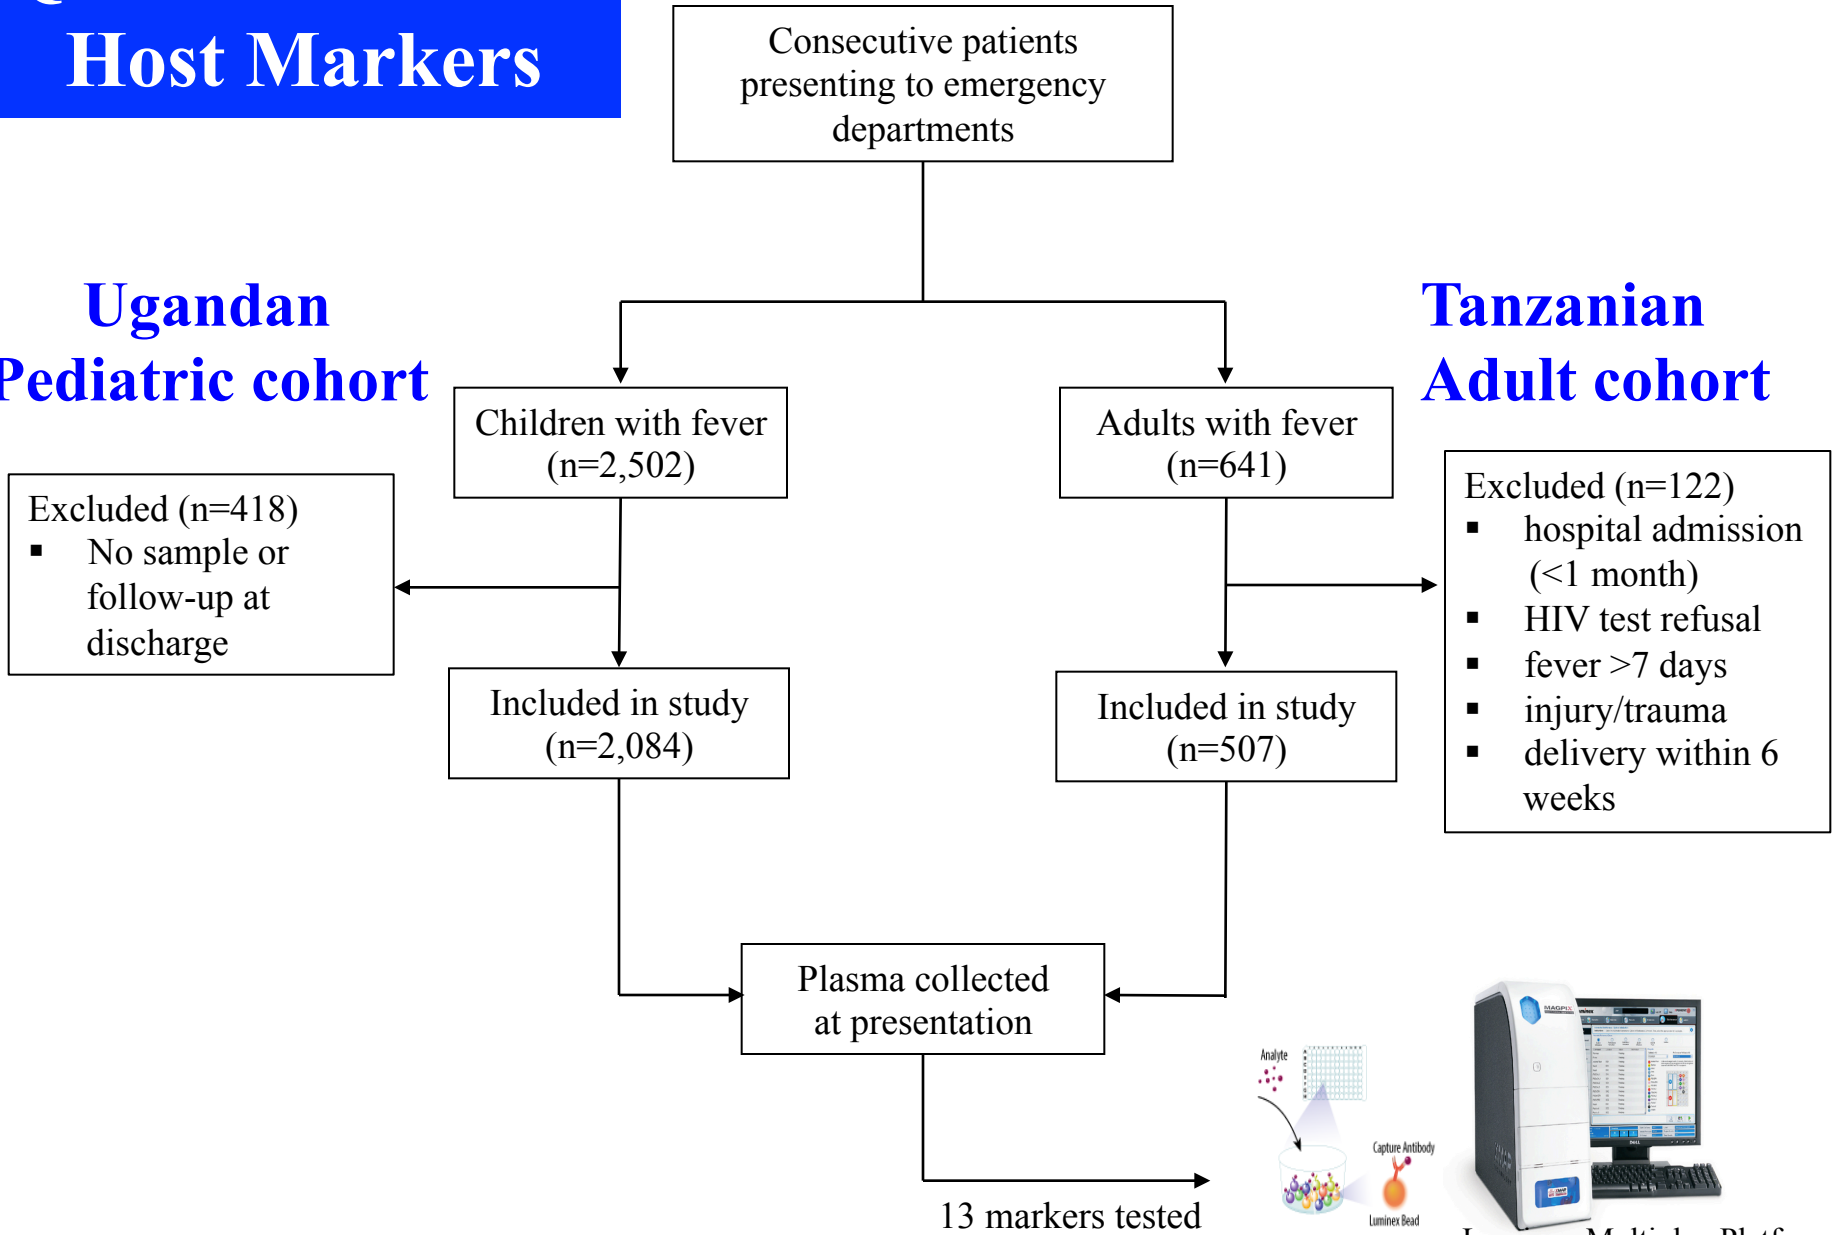 Host Markers
Consecutive patients
presenting to emergency
departments
Ugandan
Pediatric cohort
Tanzanian
Adult cohort
Children with fever
(n=2,502)
Adults with fever
(n=641)
Excluded (n=418)
▪ No sample or
follow-up at
discharge
Excluded (n=122)
▪ hospital admission
(<1 month)
▪ HIV test refusal
▪ fever >7 days
▪ injury/trauma
▪ delivery within 6
weeks
Included in study
(n=2,084)
Included in study
(n=507)
Plasma collected
at presentation
13 markers tested
Analyte
Capture Antibody
Luminex Bead
MAGPIX
DELL